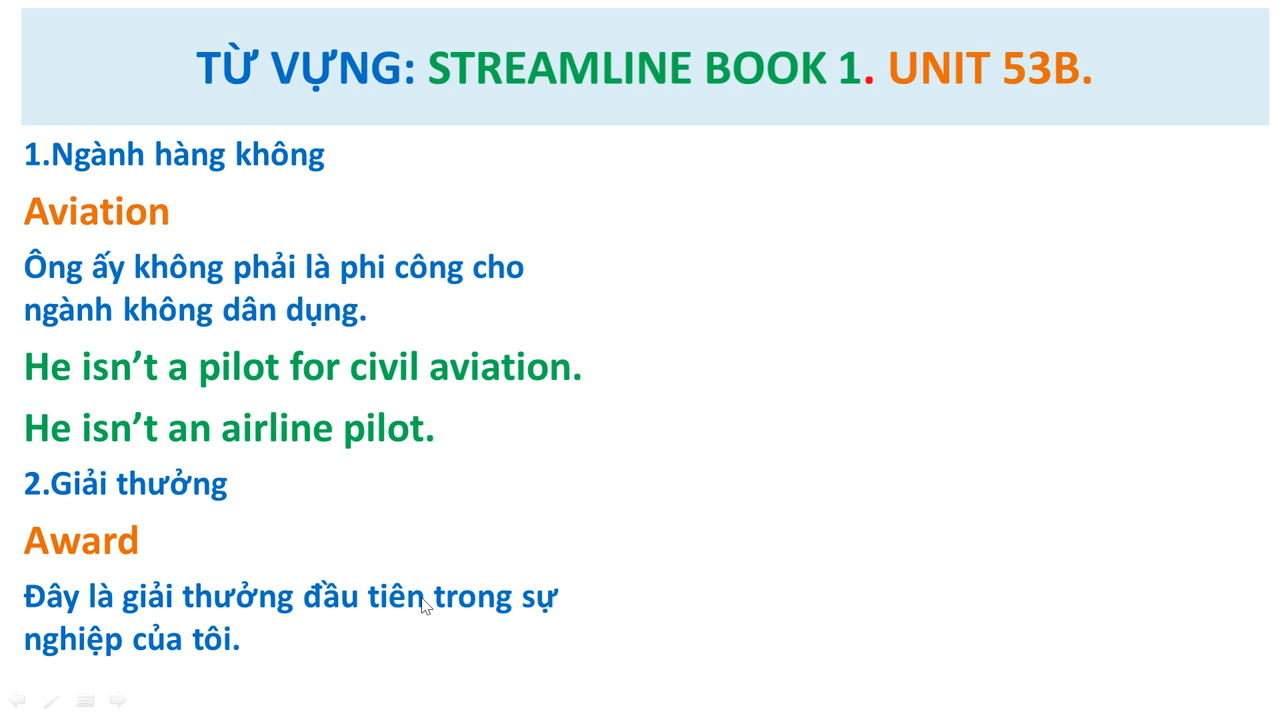 TỪ VỰNG: STREAMLINE BOOK 1. UNIT 53B.
1.Ngành hàng không
Aviation
Ông ấy không phải là phi công cho
ngành không dân dụng.
He isn’t a pilot for civil aviation.
He isn’t an airline pilot.
2.Giải thưởng
Award
Đây là giải thưởng đầu tiên trong sự
nghiệp của tôi.